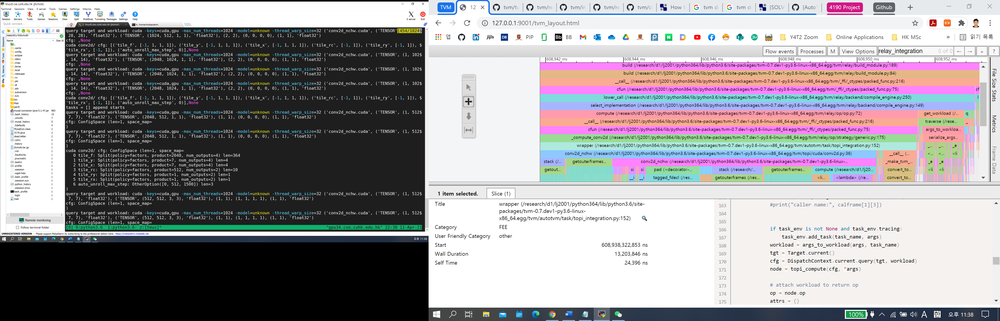 linux9.cse.cuhk.edu.hk (jhchoi6)
Terminal Sessions View X server Tools Games Settings Macros Help
Session Servers Tools Games Sessions View Split MultiExec Tunneling Packages Settings Help X server Exit
Quick connect...
2. linux9.cse.cuhk.edu.hk (jhchoi6)
4. /home/mobaxterm
/data/d0/y16/jhchoi6/
Name Size (K
..
.cache
.config
.eclipse
.idlerc
.imap
.keras
.local
.netscape
.nv
.pki
.qt
.ssh
.subversion
.tvm
bin
Mail
perl5
mysql-connector-java-5.1.47.jar 983
.bash_history 15
.viminfo 7
.mysql_history 5
.Xdefaults 4
MysqlCon.class 2
3170.java 2
dead.letter 2
.cshrc 2
.history 1
jhchoi6.tar.gz 1
.rnd 1
.Xauthority 1
.procmailrc 1
.bashrc 1
.profile 1
.xsession 1
.wget-hsts 1
.bash_profile 1
.xsession.sun 1
.python_history 1
.xsession.linux 1
bash_profile 1
.login 1
mail 1
Remote monitoring
Follow terminal folder
Sessions
Tools
Macros
Sftp
query target and workload: cuda -keys=cuda,gpu -max_num_threads=1024 -model=unknown -thread_warp_size=32 ('conv2d_nchw.cuda', ('TENSOR'[454/1024$
28, 28), 'float32'), ('TENSOR', (1024, 512, 1, 1), 'float32'), (2, 2), (0, 0, 0, 0), (1, 1), 'float32')
cfg: ,None
cuda conv2d/ cfg: [('tile_f', [-1, 1, 1, 1]), ('tile_y', [-1, 1, 1, 1]), ('tile_x', [-1, 1, 1, 1]), ('tile_rc', [-1, 1]), ('tile_ry', [-1, 1]), $
'tile_rx', [-1, 1]), ('auto_unroll_max_step', 0)],None
query target and workload: cuda -keys=cuda,gpu -max_num_threads=1024 -model=unknown -thread_warp_size=32 ('conv2d_nchw.cuda', ('TENSOR', (1, 102$
, 14, 14), 'float32'), ('TENSOR', (2048, 1024, 1, 1), 'float32'), (2, 2), (0, 0, 0, 0), (1, 1), 'float32')
cfg: ,None
query target and workload: cuda -keys=cuda,gpu -max_num_threads=1024 -model=unknown -thread_warp_size=32 ('conv2d_nchw.cuda', ('TENSOR', (1, 102$
, 14, 14), 'float32'), ('TENSOR', (2048, 1024, 1, 1), 'float32'), (2, 2), (0, 0, 0, 0), (1, 1), 'float32')
cfg: ,None
query target and workload: cuda -keys=cuda,gpu -max_num_threads=1024 -model=unknown -thread_warp_size=32 ('conv2d_nchw.cuda', ('TENSOR', (1, 102$
, 14, 14), 'float32'), ('TENSOR', (2048, 1024, 1, 1), 'float32'), (2, 2), (0, 0, 0, 0), (1, 1), 'float32')
cfg: ,None
cuda conv2d/ cfg: [('tile_f', [-1, 1, 1, 1]), ('tile_y', [-1, 1, 1, 1]), ('tile_x', [-1, 1, 1, 1]), ('tile_rc', [-1, 1]), ('tile_ry', [-1, 1]), $
'tile_rx', [-1, 1]), ('auto_unroll_max_step', 0)],None
tasks = [] append starts
query target and workload: cuda -keys=cuda,gpu -max_num_threads=1024 -model=unknown -thread_warp_size=32 ('conv2d_nchw.cuda', ('TENSOR', (1, 512$
7, 7), 'float32'), ('TENSOR', (2048, 512, 1, 1), 'float32'), (1, 1), (0, 0, 0, 0), (1, 1), 'float32')
cfg: ConfigSpace (len=1, space_map=
)
query target and workload: cuda -keys=cuda,gpu -max_num_threads=1024 -model=unknown -thread_warp_size=32 ('conv2d_nchw.cuda', ('TENSOR', (1, 512$
7, 7), 'float32'), ('TENSOR', (2048, 512, 1, 1), 'float32'), (1, 1), (0, 0, 0, 0), (1, 1), 'float32')
cfg: ConfigSpace (len=1, space_map=
)
cuda conv2d/ cfg: ConfigSpace (len=1, space_map=
0 tile_f: Split(policy=factors, product=2048, num_outputs=4) len=364
1 tile_y: Split(policy=factors, product=7, num_outputs=4) len=4
2 tile_x: Split(policy=factors, product=7, num_outputs=4) len=4
3 tile_rc: Split(policy=factors, product=512, num_outputs=2) len=10
4 tile_ry: Split(policy=factors, product=1, num_outputs=2) len=1
5 tile_rx: Split(policy=factors, product=1, num_outputs=2) len=1
6 auto_unroll_max_step: OtherOption([0, 512, 1500]) len=3
)
query target and workload: cuda -keys=cuda,gpu -max_num_threads=1024 -model=unknown -thread_warp_size=32 ('conv2d_nchw.cuda', ('TENSOR', (1, 512$
7, 7), 'float32'), ('TENSOR', (512, 512, 3, 3), 'float32'), (1, 1), (1, 1, 1, 1), (1, 1), 'float32')
cfg: ConfigSpace (len=1, space_map=
)
query target and workload: cuda -keys=cuda,gpu -max_num_threads=1024 -model=unknown -thread_warp_size=32 ('conv2d_nchw.cuda', ('TENSOR', (1, 512$
7, 7), 'float32'), ('TENSOR', (512, 512, 3, 3), 'float32'), (1, 1), (1, 1, 1, 1), (1, 1), 'float32')
cfg: ConfigSpace (len=1, space_map=
[0] 0:python3.6 1:python3.6- 2:[tmux]* "gpu34.cse.cuhk.edu.hk" 22:38 11-Apr-21
UNREGISTERED VERSION - Please support MobaXterm by subscribing to the professional edition here: https://mobaxterm.mobatek.net
오후 11:38
TVM 12 tvm/tu tvm/re tvm/in tvm/re tvm/co How t tvm de tvm de [SOLV [AutoT 4190 Project Github
127.0.0.1:9001/tvm_layout.html
앱 jijis DB PIP Bb BB Y4T2 Zoom Online Applications HK MSc » 읽기 목록
Flow events Processes M View Options relay_integration 0 of 0 ← → » ?
608,942 ms 608,944 ms 608,946 ms 608,948 ms 608,950 ms 608,952 ms
build (/research/d1/lj2001/python364/lib/python3.6/site-packages/tvm-0.7.dev1-py3.6-linux-x86_64.egg/tvm/relay/build_module.py:189)
build (/research/d1/lj2001/python364/lib/python3.6/site-packages/tvm-0.7.dev1-py3.6-linux-x86_64.egg/tvm/relay/build_module.py:84)
__call__ (/research/d1/lj2001/python364/lib/python3.6/site-packages/tvm-0.7.dev1-py3.6-linux-x86_64.egg/tvm/_ffi/_ctypes/packed_func.py:216)
cfun (/research/d1/lj2001/python364/lib/python3.6/site-packages/tvm-0.7.dev1-py3.6-linux-x86_64.egg/tvm/_ffi/_ctypes/packed_func.py:75) cf
lower_call (/research/d1/lj2001/python364/lib/python3.6/site-packages/tvm-0.7.dev1-py3.6-linux-x86_64.egg/tvm/relay/backend/compile_engine.py:250) l
select_implementation (/research/d1/lj2001/python364/lib/python3.6/site-packages/tvm-0.7.dev1-py3.6-linux-x86_64.egg/tvm/relay/backend/compile_engine.py:149)
compute (/research/d1/lj2001/python364/lib/python3.6/site-packages/tvm-0.7.dev1-py3.6-linux-x86_64.egg/tvm/relay/op/op.py:72) get_workload (/... q
__call__ (/research/d1/lj2001/python364/lib/python3.6/site-packages/tvm-0.7.dev1-py3.6-linux-x86_64.egg/tvm/_ffi/_ctypes/packed_func.py:216) traverse (/rese... _
cfun (/research/d1/lj2001/python364/lib/python3.6/site-packages/tvm-0.7.dev1-py3.6-linux-x86_64.egg/tvm/_ffi/_ctypes/packed_func.py:75) args_to_workloa...
_compute_conv2d (/research/d1/lj2001/python364/lib/python3.6/site-packages/tvm-0.7.dev1-py3.6-linux-x86_64.egg/tvm/relay/op/strategy/generic.py:175) serialize_args...
wrapper (/research/d1/lj2001/python364/lib/python3.6/site-packages/tvm-0.7.dev1-py3.6-linux-x86_64.egg/tvm/autotvm/task/topi_integration.py:152) _... _... _e
conv2d_nchw (/research/d1/lj2001/python364/lib/python3.6/site-packages/tvm-0.7.dev1-py3.6-linux-x86_64.egg/tvm/topi/cuda/conv2d.py:36) __call__ (... <... <... <li
stack (/... getouterframes... conv2d_nchw (/research/d1/lj2001/python364/lib/python3.6/site-packages/tvm-0.7.dev1-py3.6-linux-... _make_tvm_... _e _e
getout... si si pad (<decorator-... stack (/research/... getouterframes... compute (/research/d1/lj20... convert_to... <li <li
__i __i tagged_fdecl (/res... getouterframes (/res... <li... <lambda> (/re... convert_to...
File Size Stats
Metrics
Frame Data
1 item selected. Slice (1)
Title wrapper (/research/d1/lj2001/python364/lib/python3.6/site-
packages/tvm-0.7.dev1-py3.6-linux-
x86_64.egg/tvm/autotvm/task/topi_integration.py:152)
Category FEE
User Friendly Category other
Start 608,938,322,853 ns
Wall Duration 13,203,846 ns
Self Time 24,396 ns
163 #print("caller name:", calframe[1][3])
164
165
166 if task_env is not None and task_env.tracing:
167 task_env.add_task(task_name, args)
168 workload = args_to_workload(args, task_name)
169 tgt = Target.current()
170 cfg = DispatchContext.current.query(tgt, workload)
171 node = topi_compute(cfg, *args)
172
173 # attach workload to return op
174 op = node.op
175 attrs = {}
100% A 한 오후 11:38